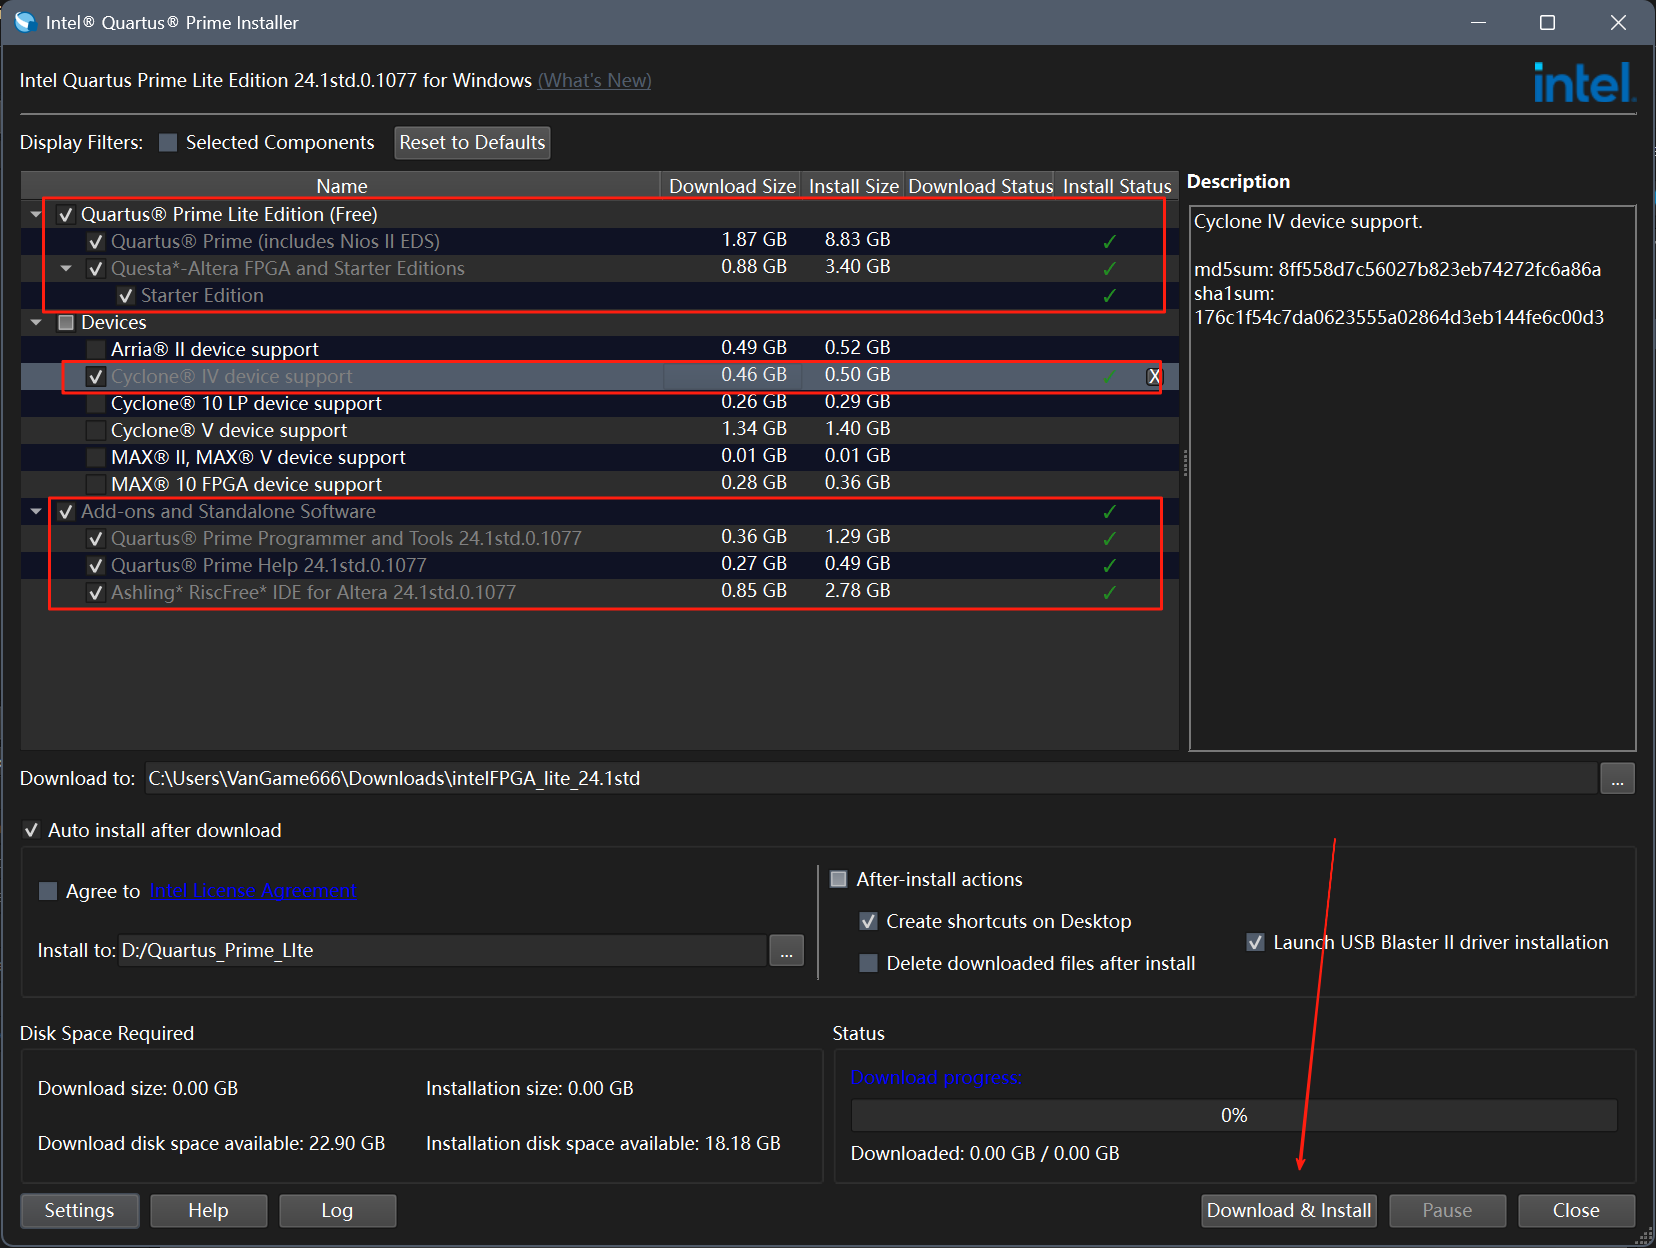 Intel® Quartus® Prime Installer
Intel Quartus Prime Lite Edition 24.1std.0.1077 for Windows (What's New)
intel.
Display Filters: Selected Components Reset to Defaults
Name Download Size Install Size Download Status Install Status
Quartus® Prime Lite Edition (Free)
Quartus® Prime (includes Nios II EDS) 1.87 GB 8.83 GB ✓
Questa*-Altera FPGA and Starter Editions 0.88 GB 3.40 GB ✓
Starter Edition ✓
Devices
Arria® II device support 0.49 GB 0.52 GB
Cyclone® IV device support 0.46 GB 0.50 GB ✓ X
Cyclone® 10 LP device support 0.26 GB 0.29 GB
Cyclone® V device support 1.34 GB 1.40 GB
MAX® II, MAX® V device support 0.01 GB 0.01 GB
MAX® 10 FPGA device support 0.28 GB 0.36 GB
Add-ons and Standalone Software ✓
Quartus® Prime Programmer and Tools 24.1std.0.1077 0.36 GB 1.29 GB ✓
Quartus® Prime Help 24.1std.0.1077 0.27 GB 0.49 GB ✓
Ashling* RiscFree* IDE for Altera 24.1std.0.1077 0.85 GB 2.78 GB ✓
Description
Cyclone IV device support.
md5sum: 8ff558d7c56027b823eb74272fc6a86a
sha1sum:
176c1f54c7da0623555a02864d3eb144fe6c00d3
Download to: C:\Users\VanGame666\Downloads\intelFPGA_lite_24.1std ...
Auto install after download
Agree to Intel License Agreement
Install to: D:/Quartus_Prime_LIte ...
After-install actions
Create shortcuts on Desktop
Delete downloaded files after install
Launch USB Blaster II driver installation
Disk Space Required
Download size: 0.00 GB Installation size: 0.00 GB
Download disk space available: 22.90 GB Installation disk space available: 18.18 GB
Status
Download progress:
0%
Downloaded: 0.00 GB / 0.00 GB
Settings Help Log Download & Install Pause Close